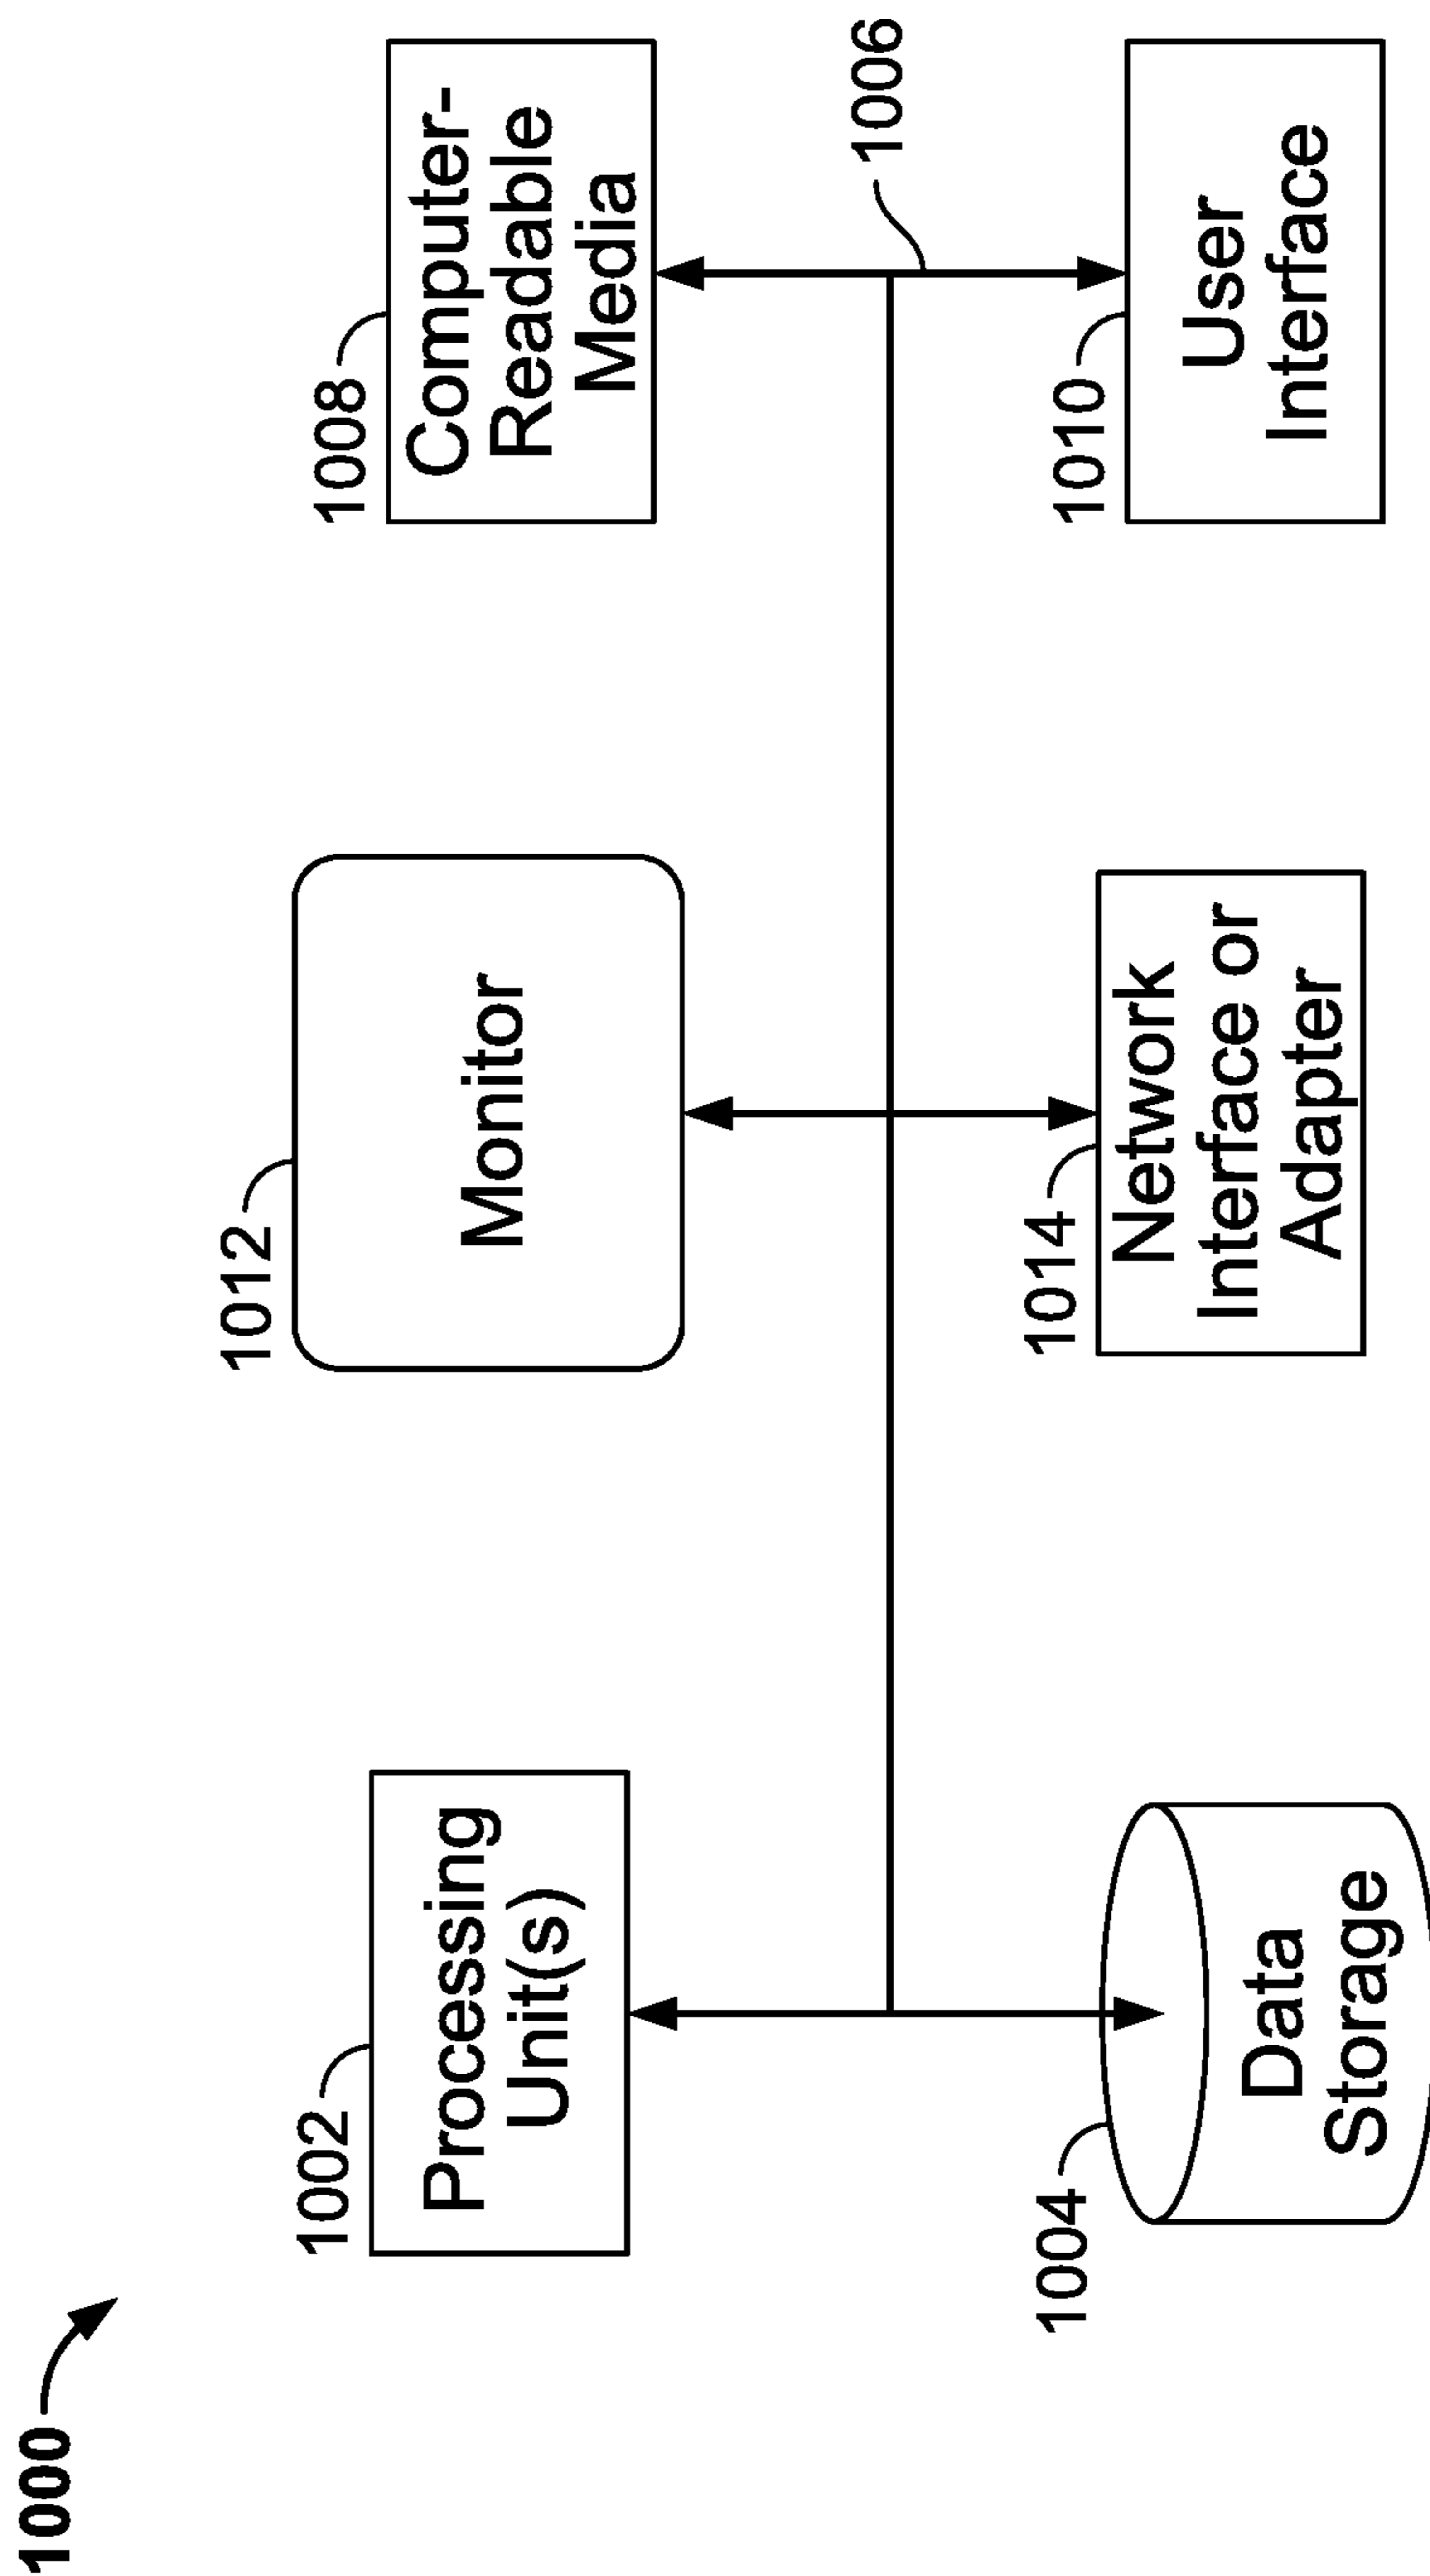 1000
1002
Processing
Unit(s)
1012
Monitor
1008
Computer-
Readable
Media
1006
1004
Data
Storage
1014
Network
Interface or
Adapter
1010
User
Interface